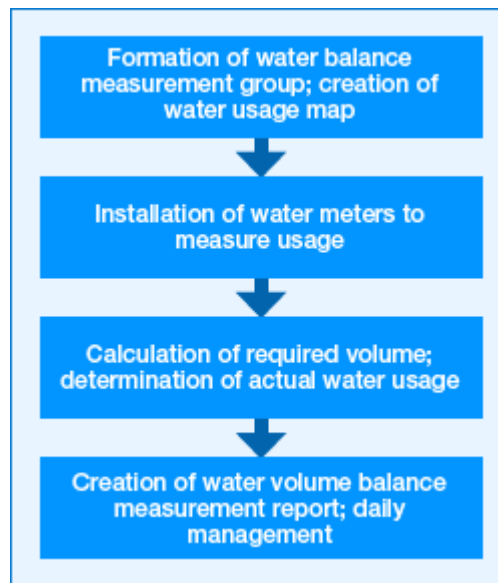 Formation of water balance
measurement group; creation of
water usage map
Installation of water meters to
measure usage
Calculation of required volume;
determination of actual water usage
Creation of water volume balance
measurement report; daily
management